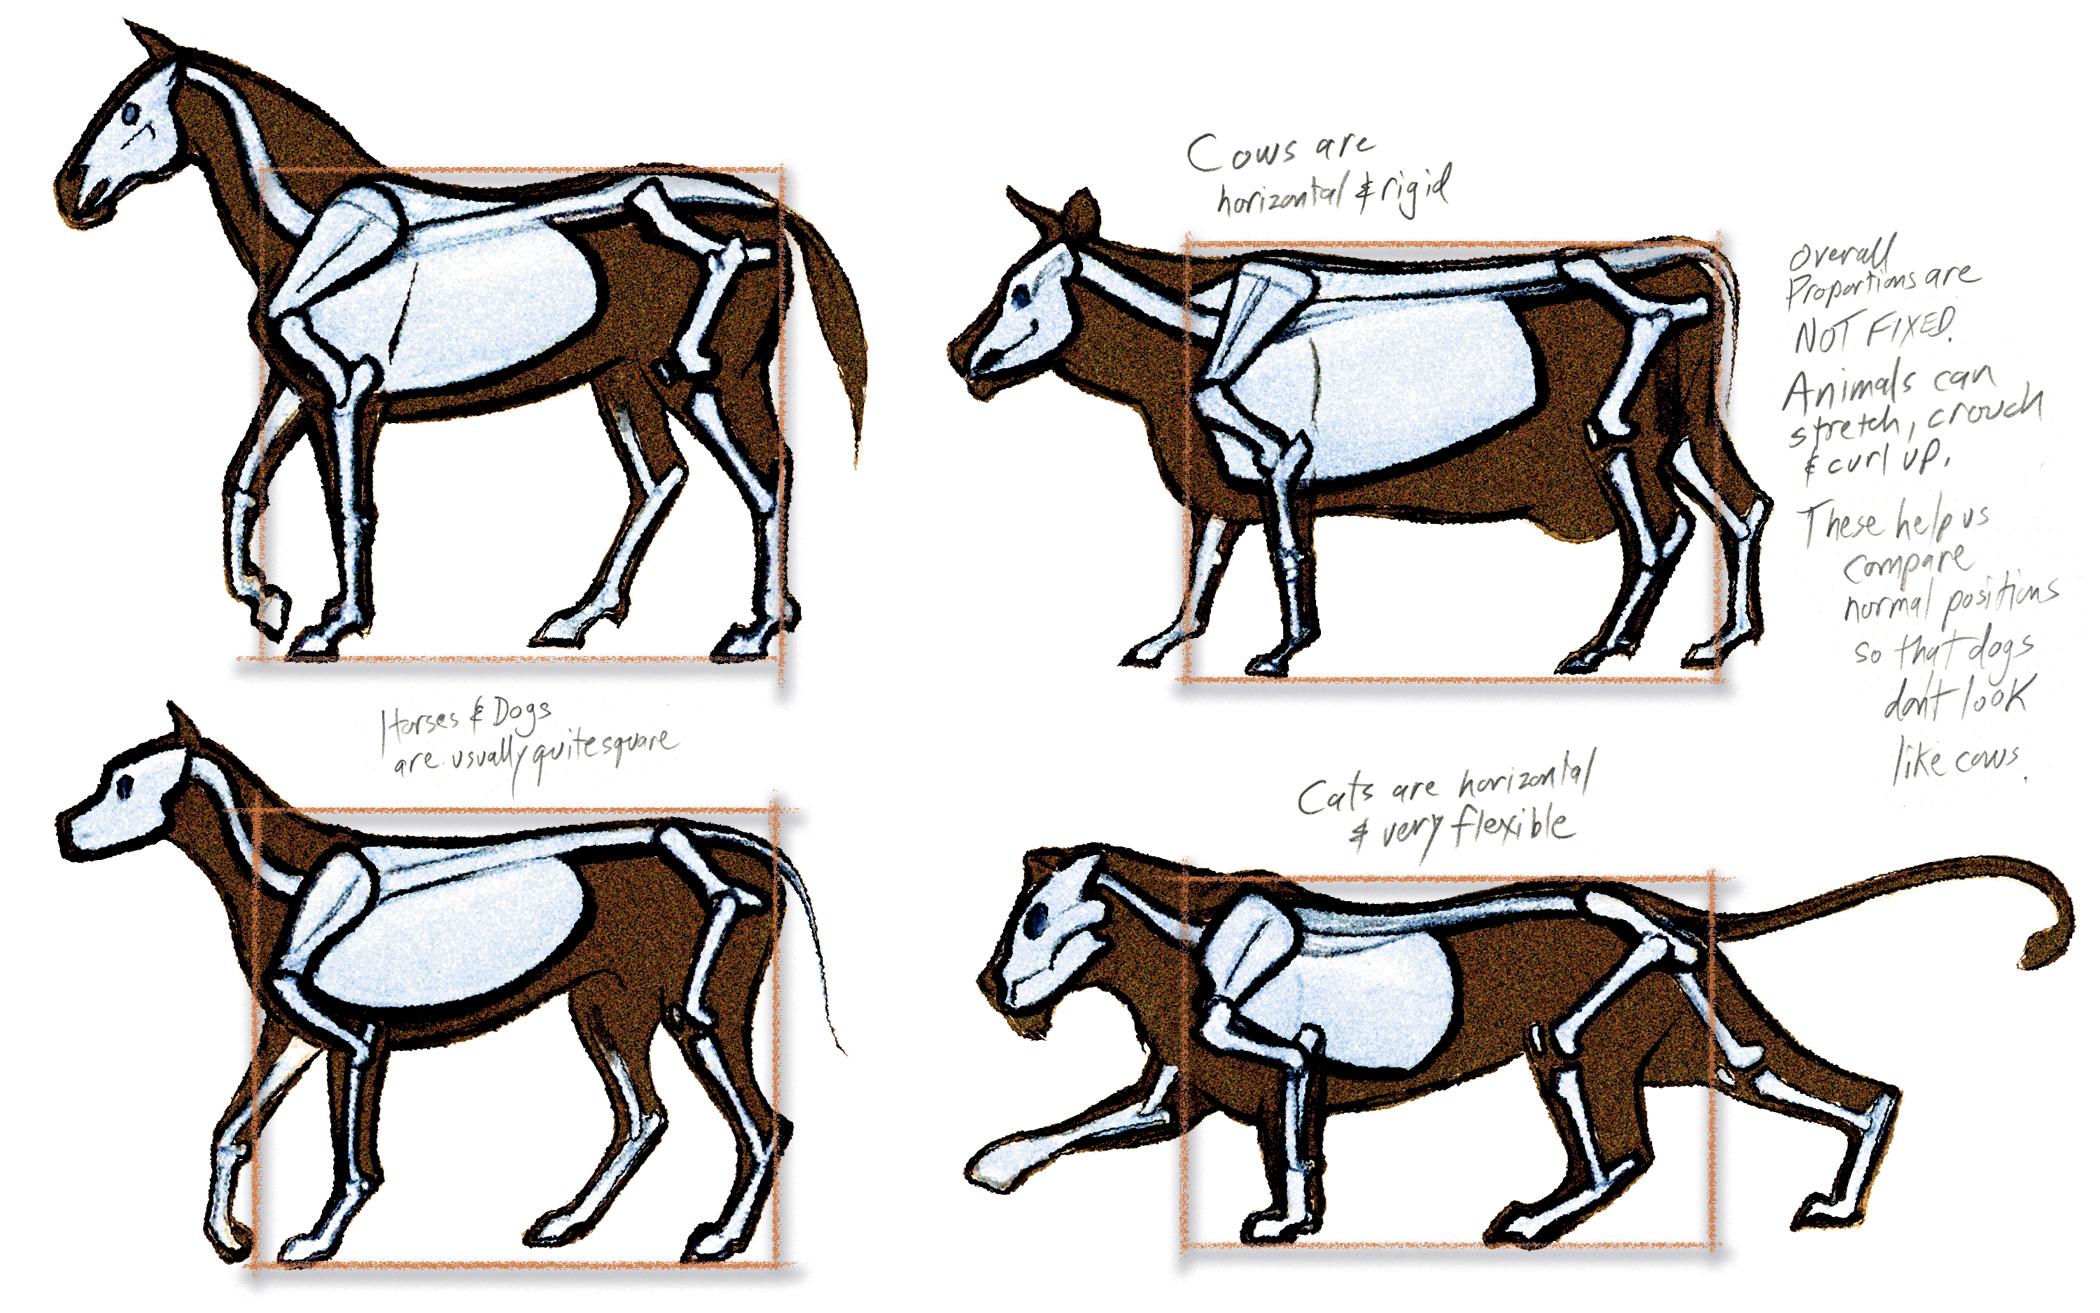 Cows are
horizontal & rigid
Overall
Proportions are
NOT FIXED.
Animals can
stretch, crouch
& curl up.
These help us
compare
normal positions
so that dogs
don't look
like cows.
Horses & Dogs
are usually quite square
Cats are horizontal
& very flexible